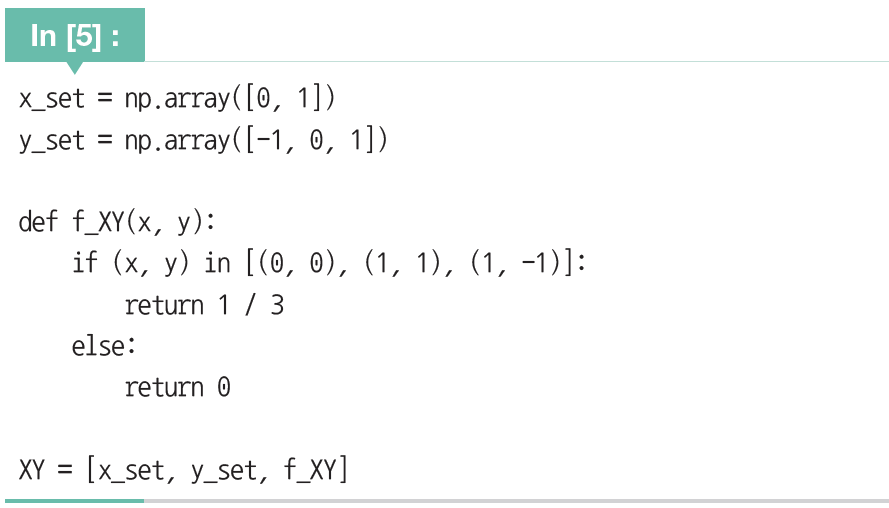 In [5] :
x_set = np.array([0, 1])
y_set = np.array([-1, 0, 1])
def f_XY(x, y):
    if (x, y) in [(0, 0), (1, 1), (1, -1)]:
        return 1 / 3
    else:
        return 0
XY = [x_set, y_set, f_XY]